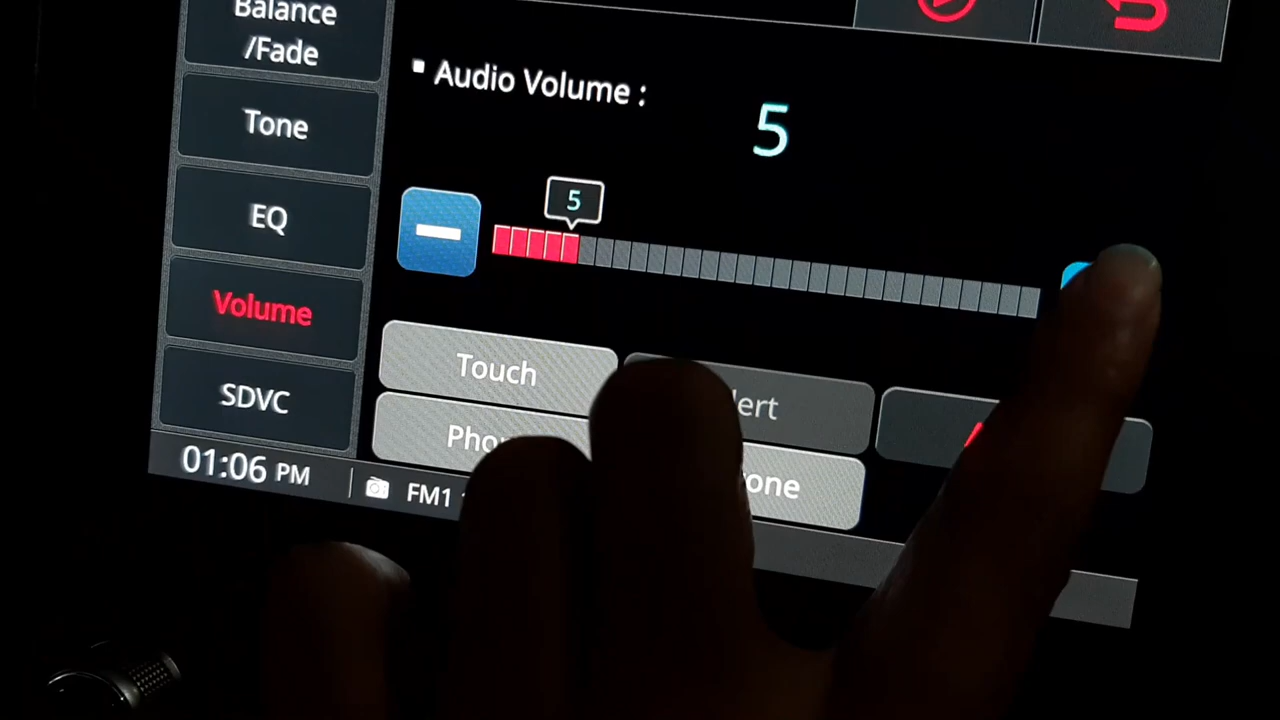 Balance
/Fade
Tone
EQ
Volume
SDVC
Audio Volume :
5
5
Touch
01:06 PM
FM1